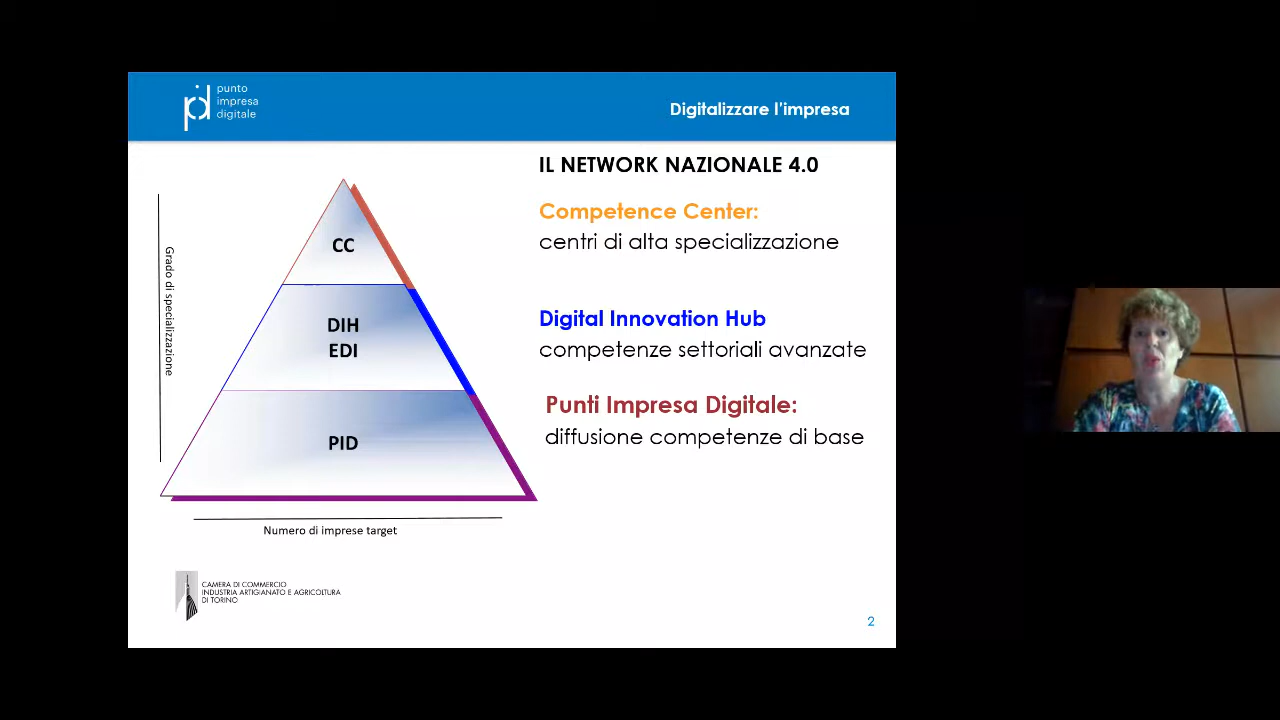 punto
impresa
digitale
Digitalizzare l'impresa
IL NETWORK NAZIONALE 4.0
Competence Center:
centri di alta specializzazione
Digital Innovation Hub
competenze settoriali avanzate
Punti Impresa Digitale:
diffusione competenze di base
Grado di specializzazione
CC
DIH
EDI
PID
Numero di imprese target
CAMERA DI COMMERCIO
INDUSTRIA ARTIGIANATO E AGRICOLTURA
DI TORINO
2